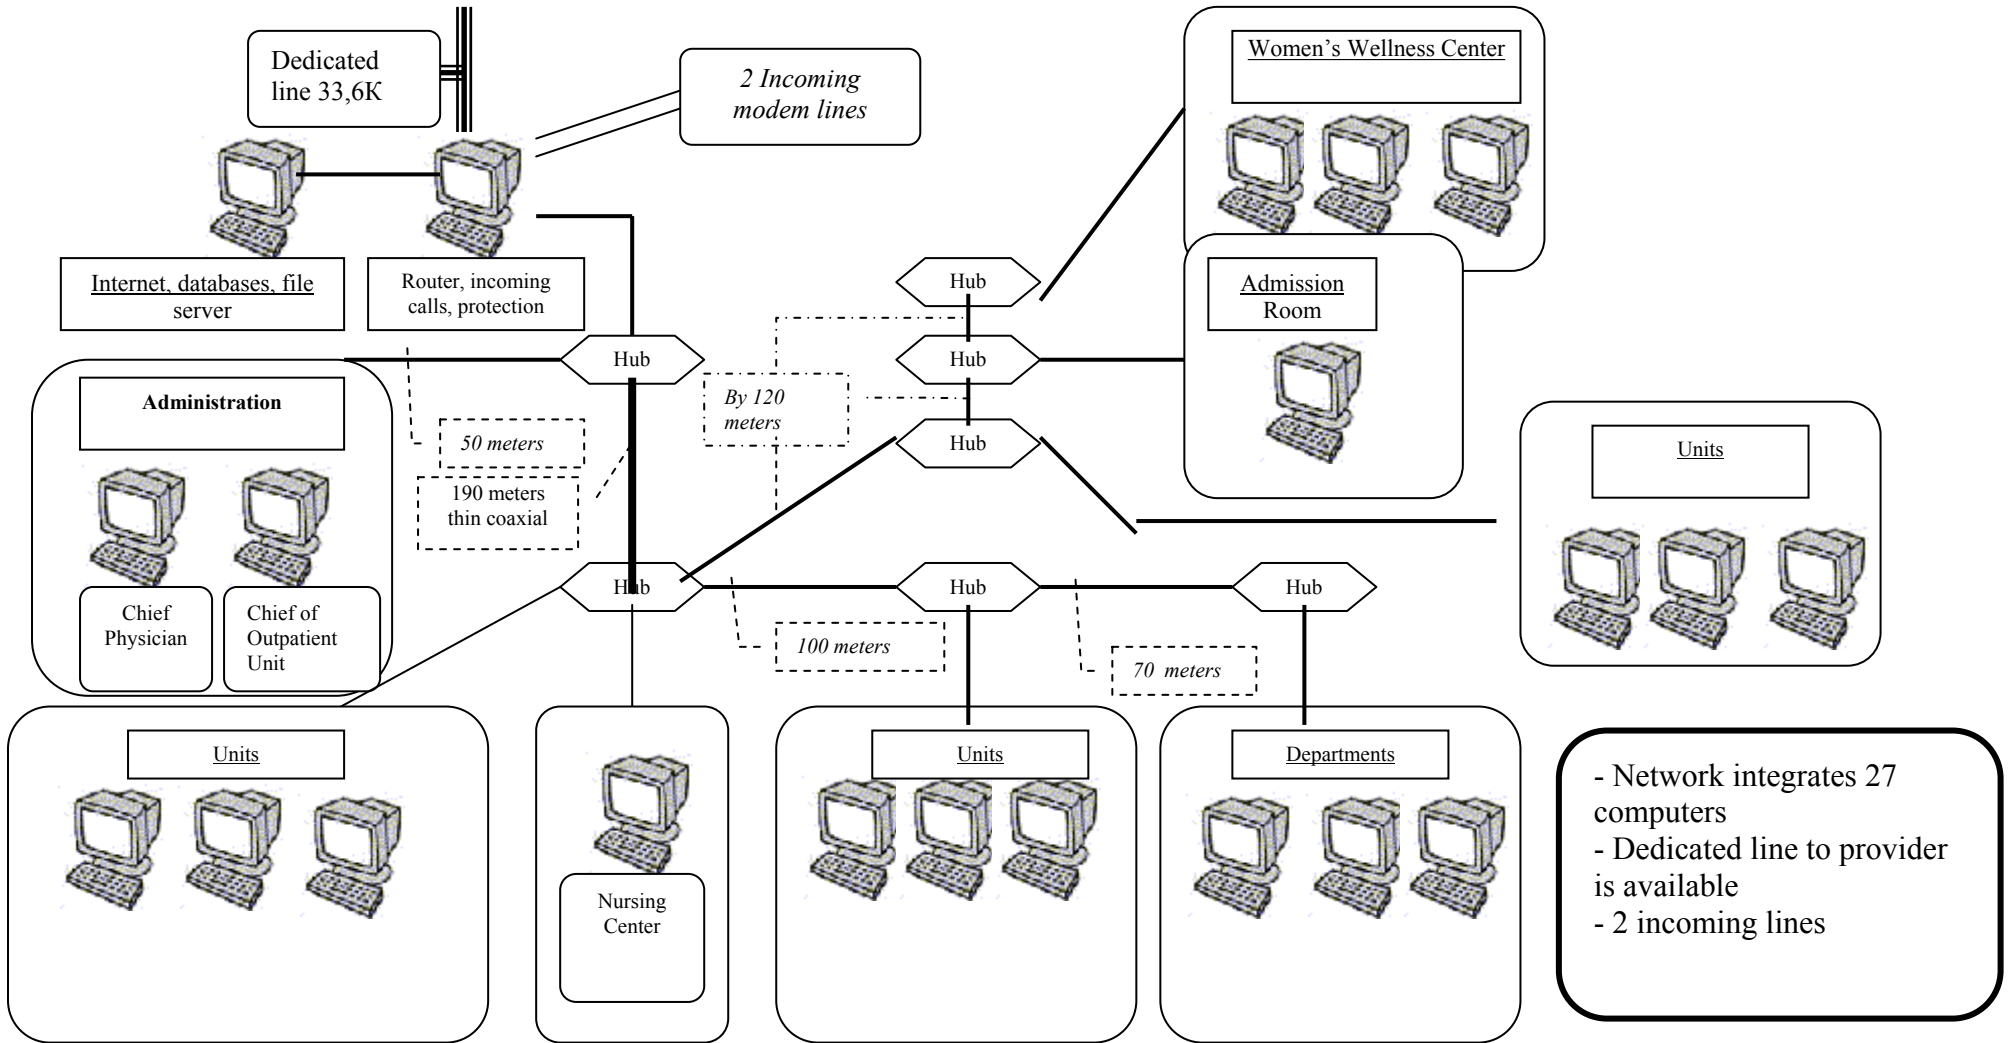 Dedicated
line 33,6K
2 Incoming
modem lines
Women's Wellness Center
Internet, databases, file
server
Router, incoming
calls, protection
Hub
Admission
Room
Hub
Hub
Administration
By 120
meters
50 meters
Hub
190 meters
thin coaxial
Units
Hub
Hub
Hub
Chief
Physician
Chief of
Outpatient
Unit
100 meters
70 meters
Units
Nursing
Center
Units
Departments
- Network integrates 27
computers
- Dedicated line to provider
is available
- 2 incoming lines